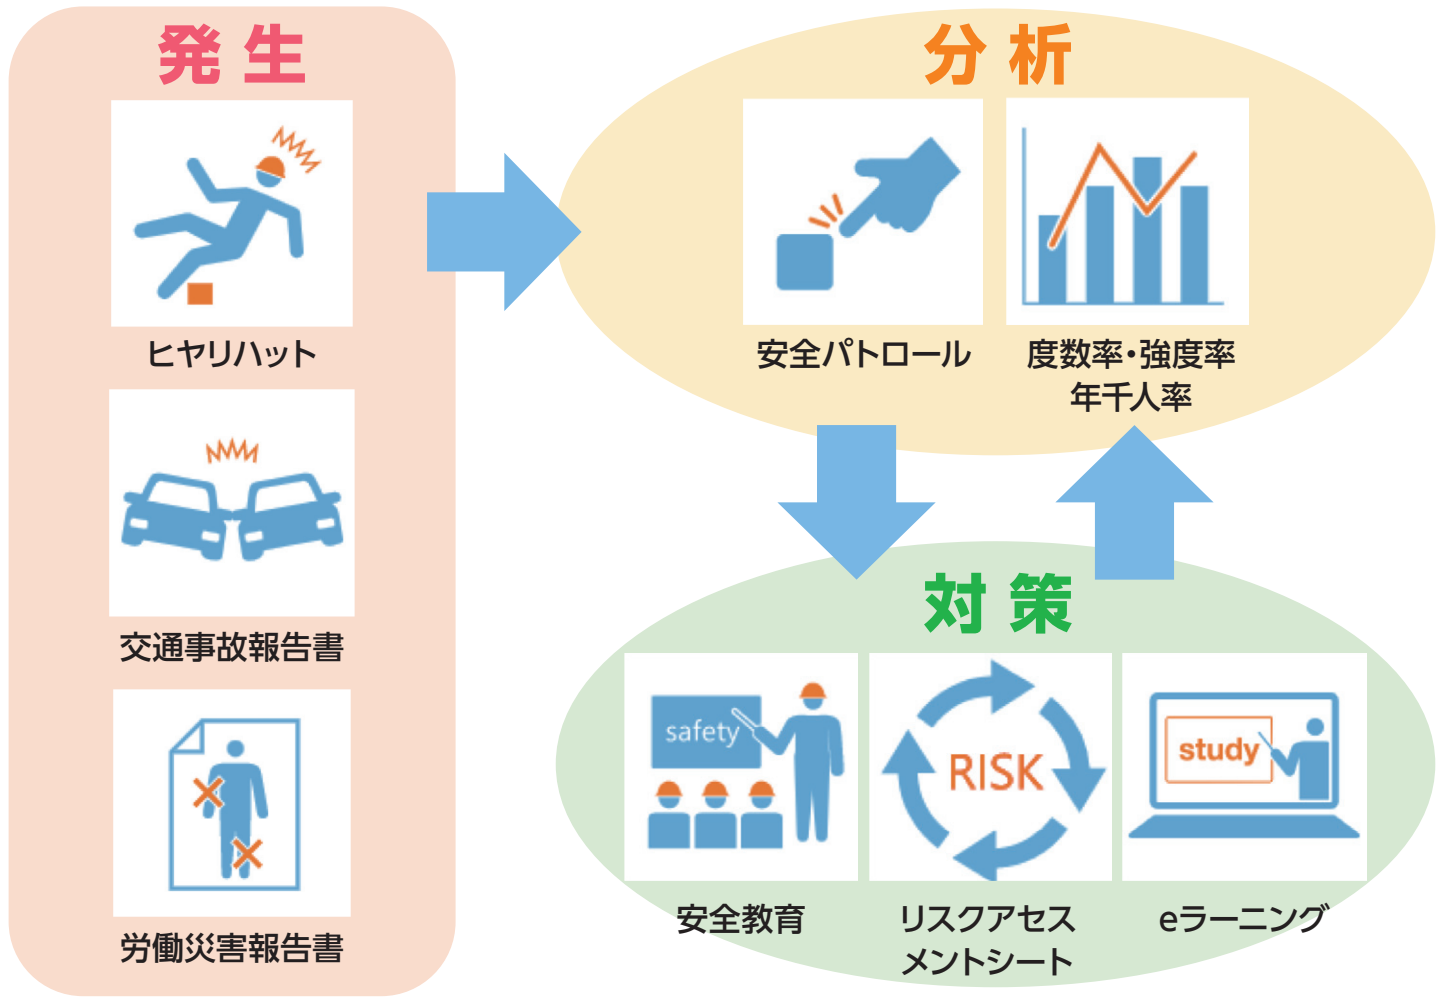 発生
ヒヤリハット
交通事故報告書
労働災害報告書
分析
安全パトロール
度数率・強度率
年千人率
対策
safety
安全教育
RISK
リスクアセス
メントシート
study
eラーニング